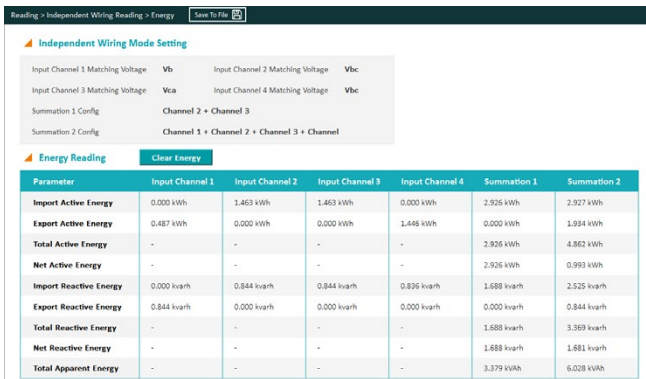 Reading > Independent Wiring Reading > Energy Save To File
Independent Wiring Mode Setting
Input Channel 1 Matching Voltage Vb Input Channel 2 Matching Voltage Vbc
Input Channel 3 Matching Voltage Vca Input Channel 4 Matching Voltage Vbc
Summation 1 Config Channel 2 + Channel 3
Summation 2 Config Channel 1 + Channel 2 + Channel 3 + Channel
Energy Reading Clear Energy
Parameter Input Channel 1 Input Channel 2 Input Channel 3 Input Channel 4 Summation 1 Summation 2
Import Active Energy 0.000 kWh 1.463 kWh 1.463 kWh 0.000 kWh 2.926 kWh 2.927 kWh
Export Active Energy 0.487 kWh 0.000 kWh 0.000 kWh 1.446 kWh 0.000 kWh 1.934 kWh
Total Active Energy - - - - 2.926 kWh 4.862 kWh
Net Active Energy - - - - 2.926 kWh 0.993 kWh
Import Reactive Energy 0.000 kvarh 0.844 kvarh 0.844 kvarh 0.836 kvarh 1.688 kvarh 2.525 kvarh
Export Reactive Energy 0.844 kvarh 0.000 kvarh 0.000 kvarh 0.000 kvarh 0.000 kvarh 0.844 kvarh
Total Reactive Energy - - - - 1.688 kvarh 3.369 kvarh
Net Reactive Energy - - - - 1.688 kvarh 1.681 kvarh
Total Apparent Energy - - - - 3.379 kVAh 6.028 kVAh